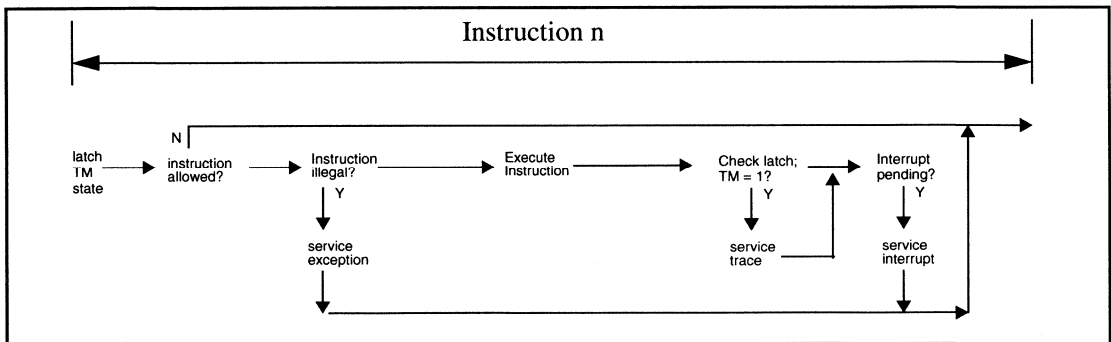 Instruction n
N
latch
TM
state
instruction
allowed?
Instruction
illegal?
Y
service
exception
Execute
Instruction
Check latch;
TM = 1?
Y
service
trace
Interrupt
pending?
Y
service
interrupt